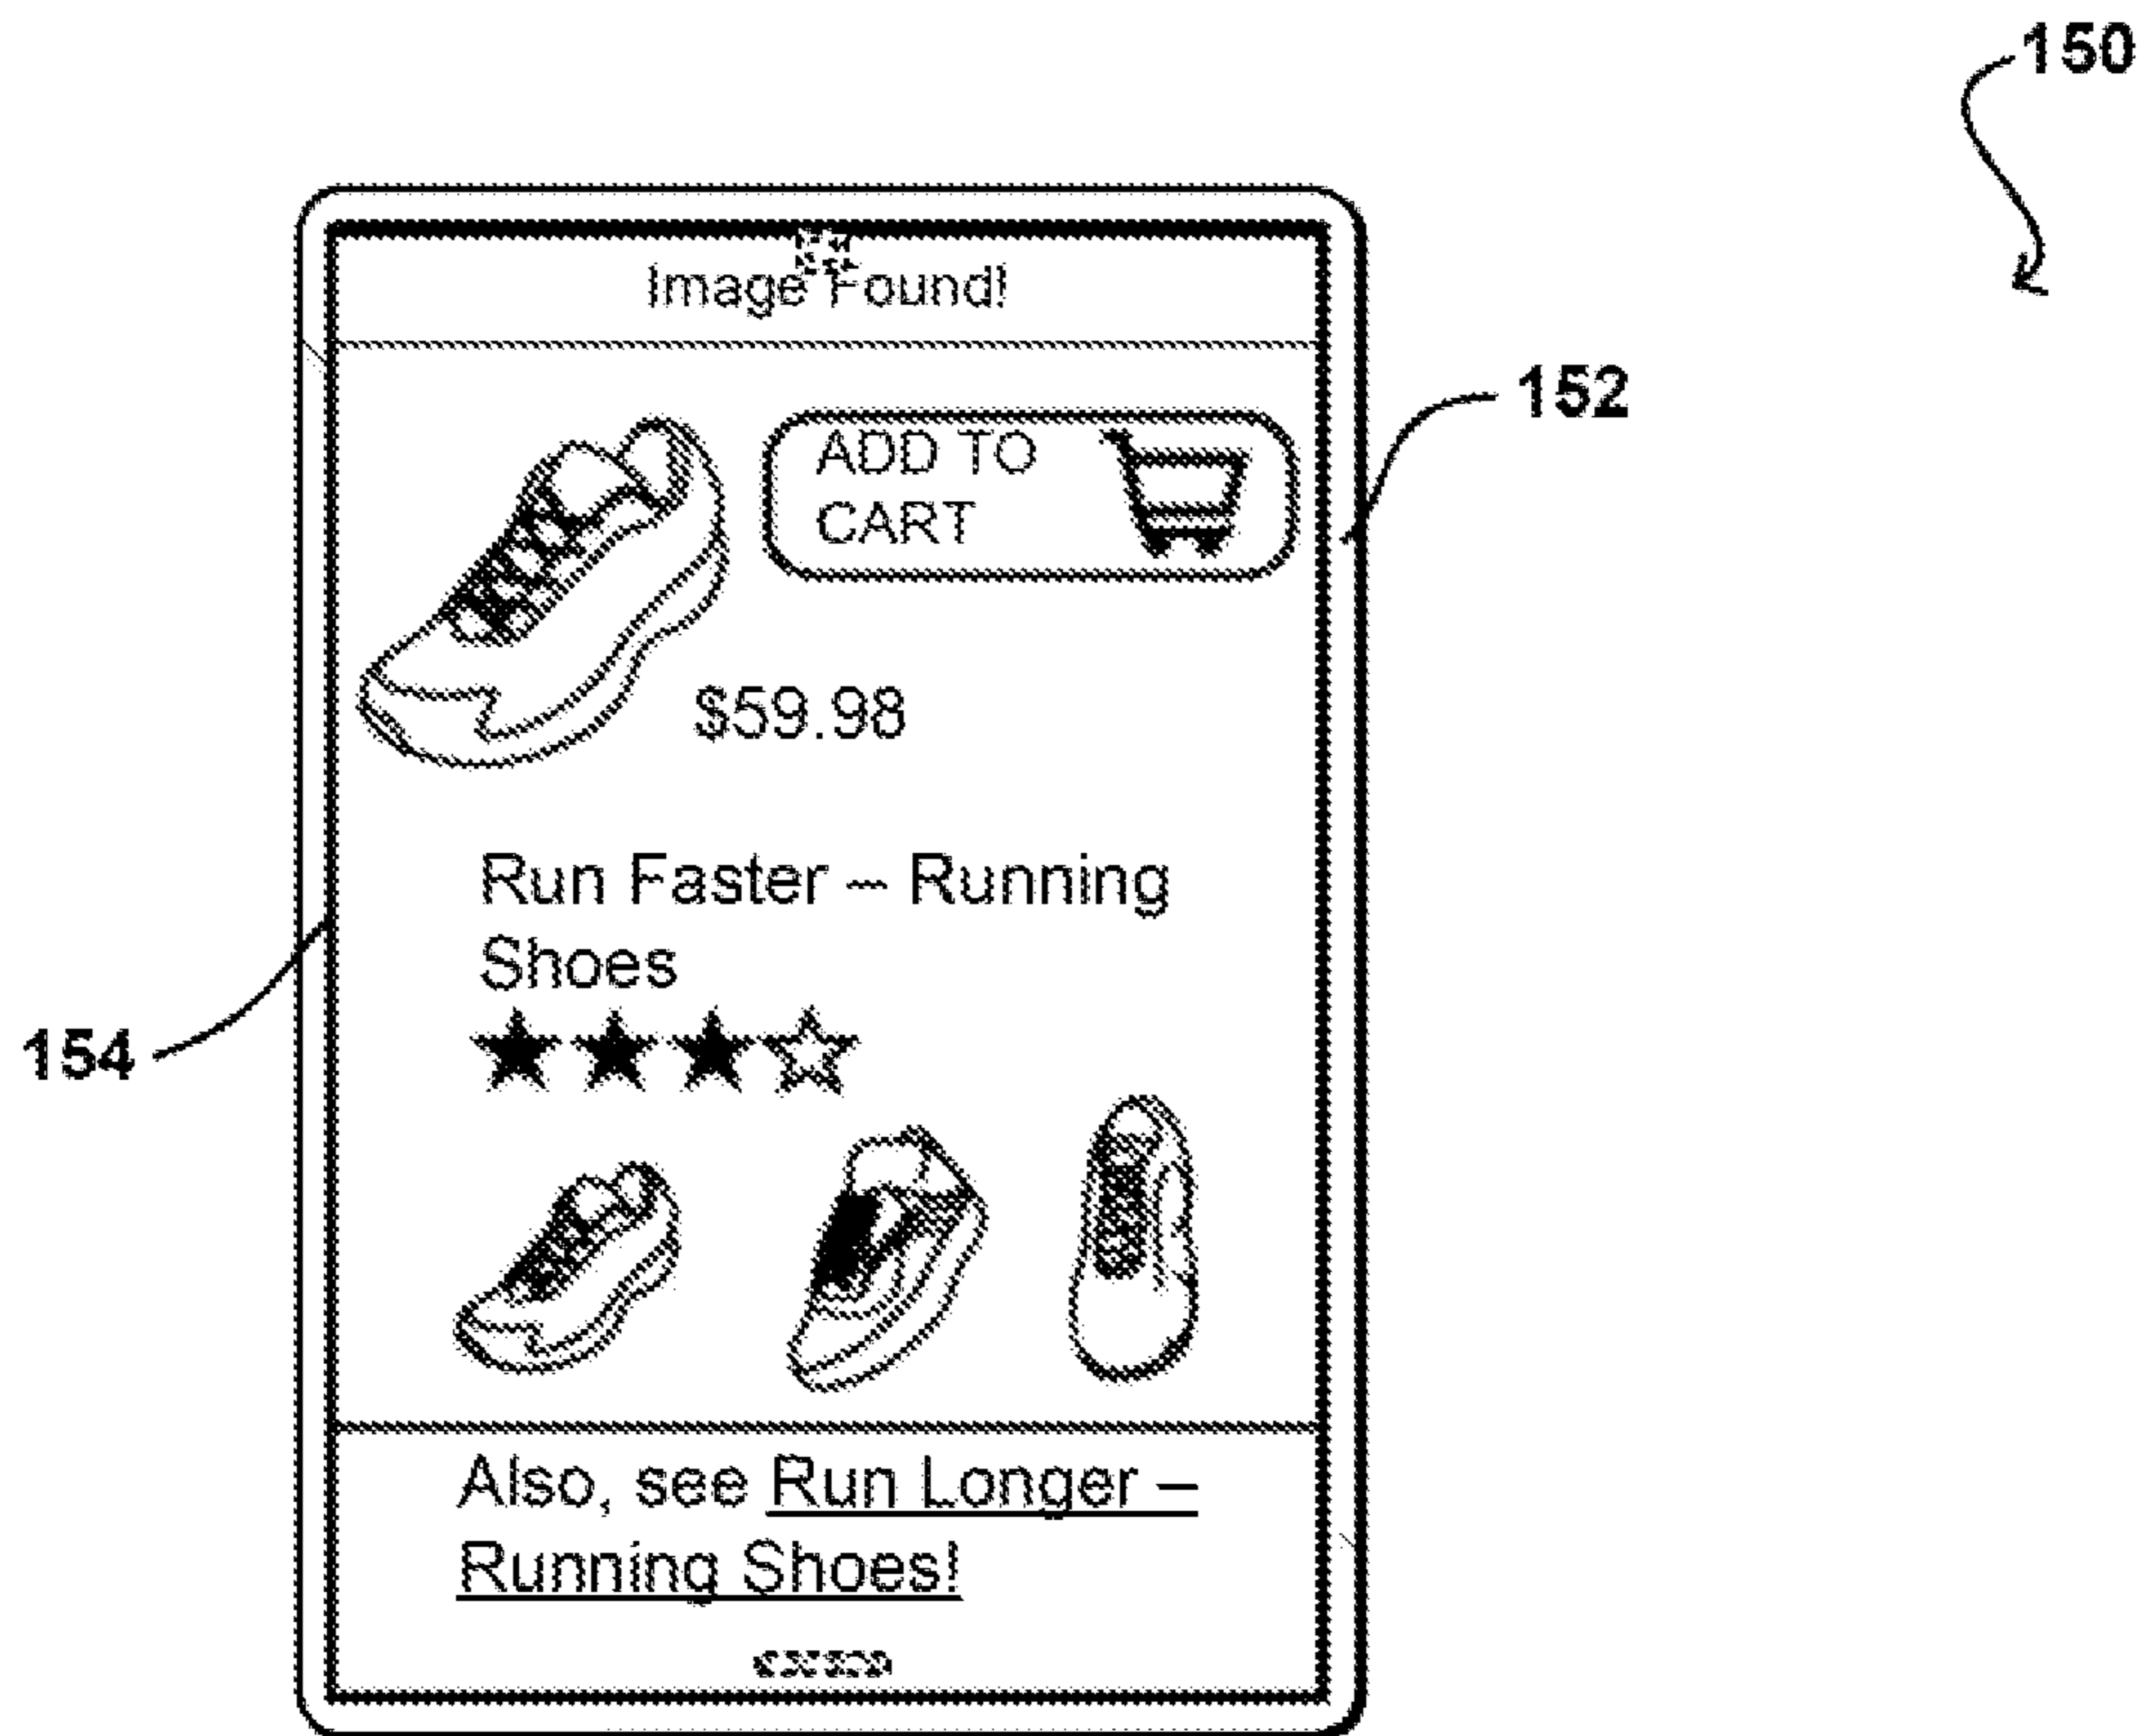 150
Image Found!
152
ADD TO
CART
$59.98
Run Faster – Running
Shoes
154
Also, see Run Longer –
Running Shoes!